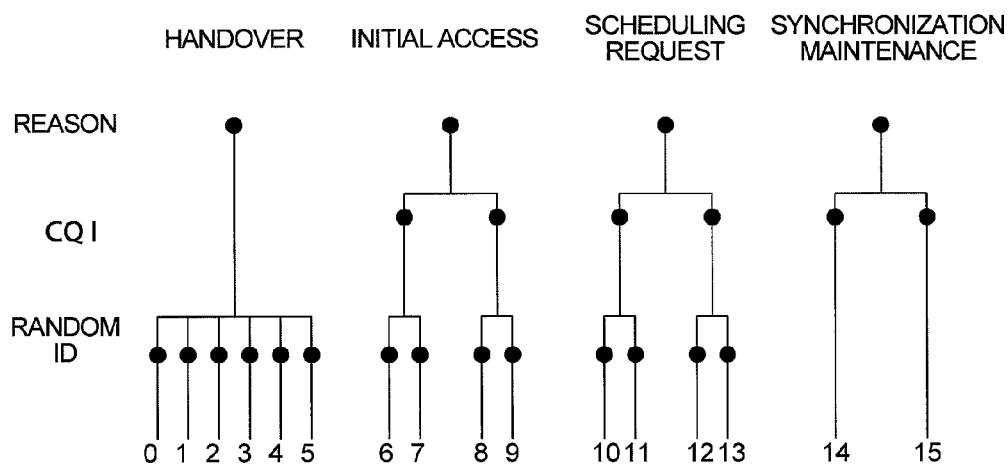 HANDOVER INITIAL ACCESS SCHEDULING REQUEST SYNCHRONIZATION MAINTENANCE
REASON
CQ I
RANDOM
ID
0 1 2 3 4 5 6 7 8 9 10 11 12 13 14 15